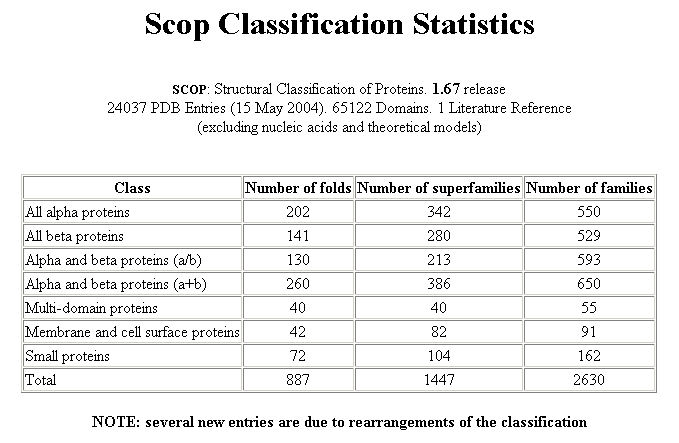 Scop Classification Statistics
SCOP: Structural Classification of Proteins. 1.67 release
24037 PDB Entries (15 May 2004). 65122 Domains. 1 Literature Reference
(excluding nucleic acids and theoretical models)
Class Number of folds Number of superfamilies Number of families
All alpha proteins 202 342 550
All beta proteins 141 280 529
Alpha and beta proteins (a/b) 130 213 593
Alpha and beta proteins (a+b) 260 386 650
Multi-domain proteins 40 40 55
Membrane and cell surface proteins 42 82 91
Small proteins 72 104 162
Total 887 1447 2630
NOTE: several new entries are due to rearrangements of the classification